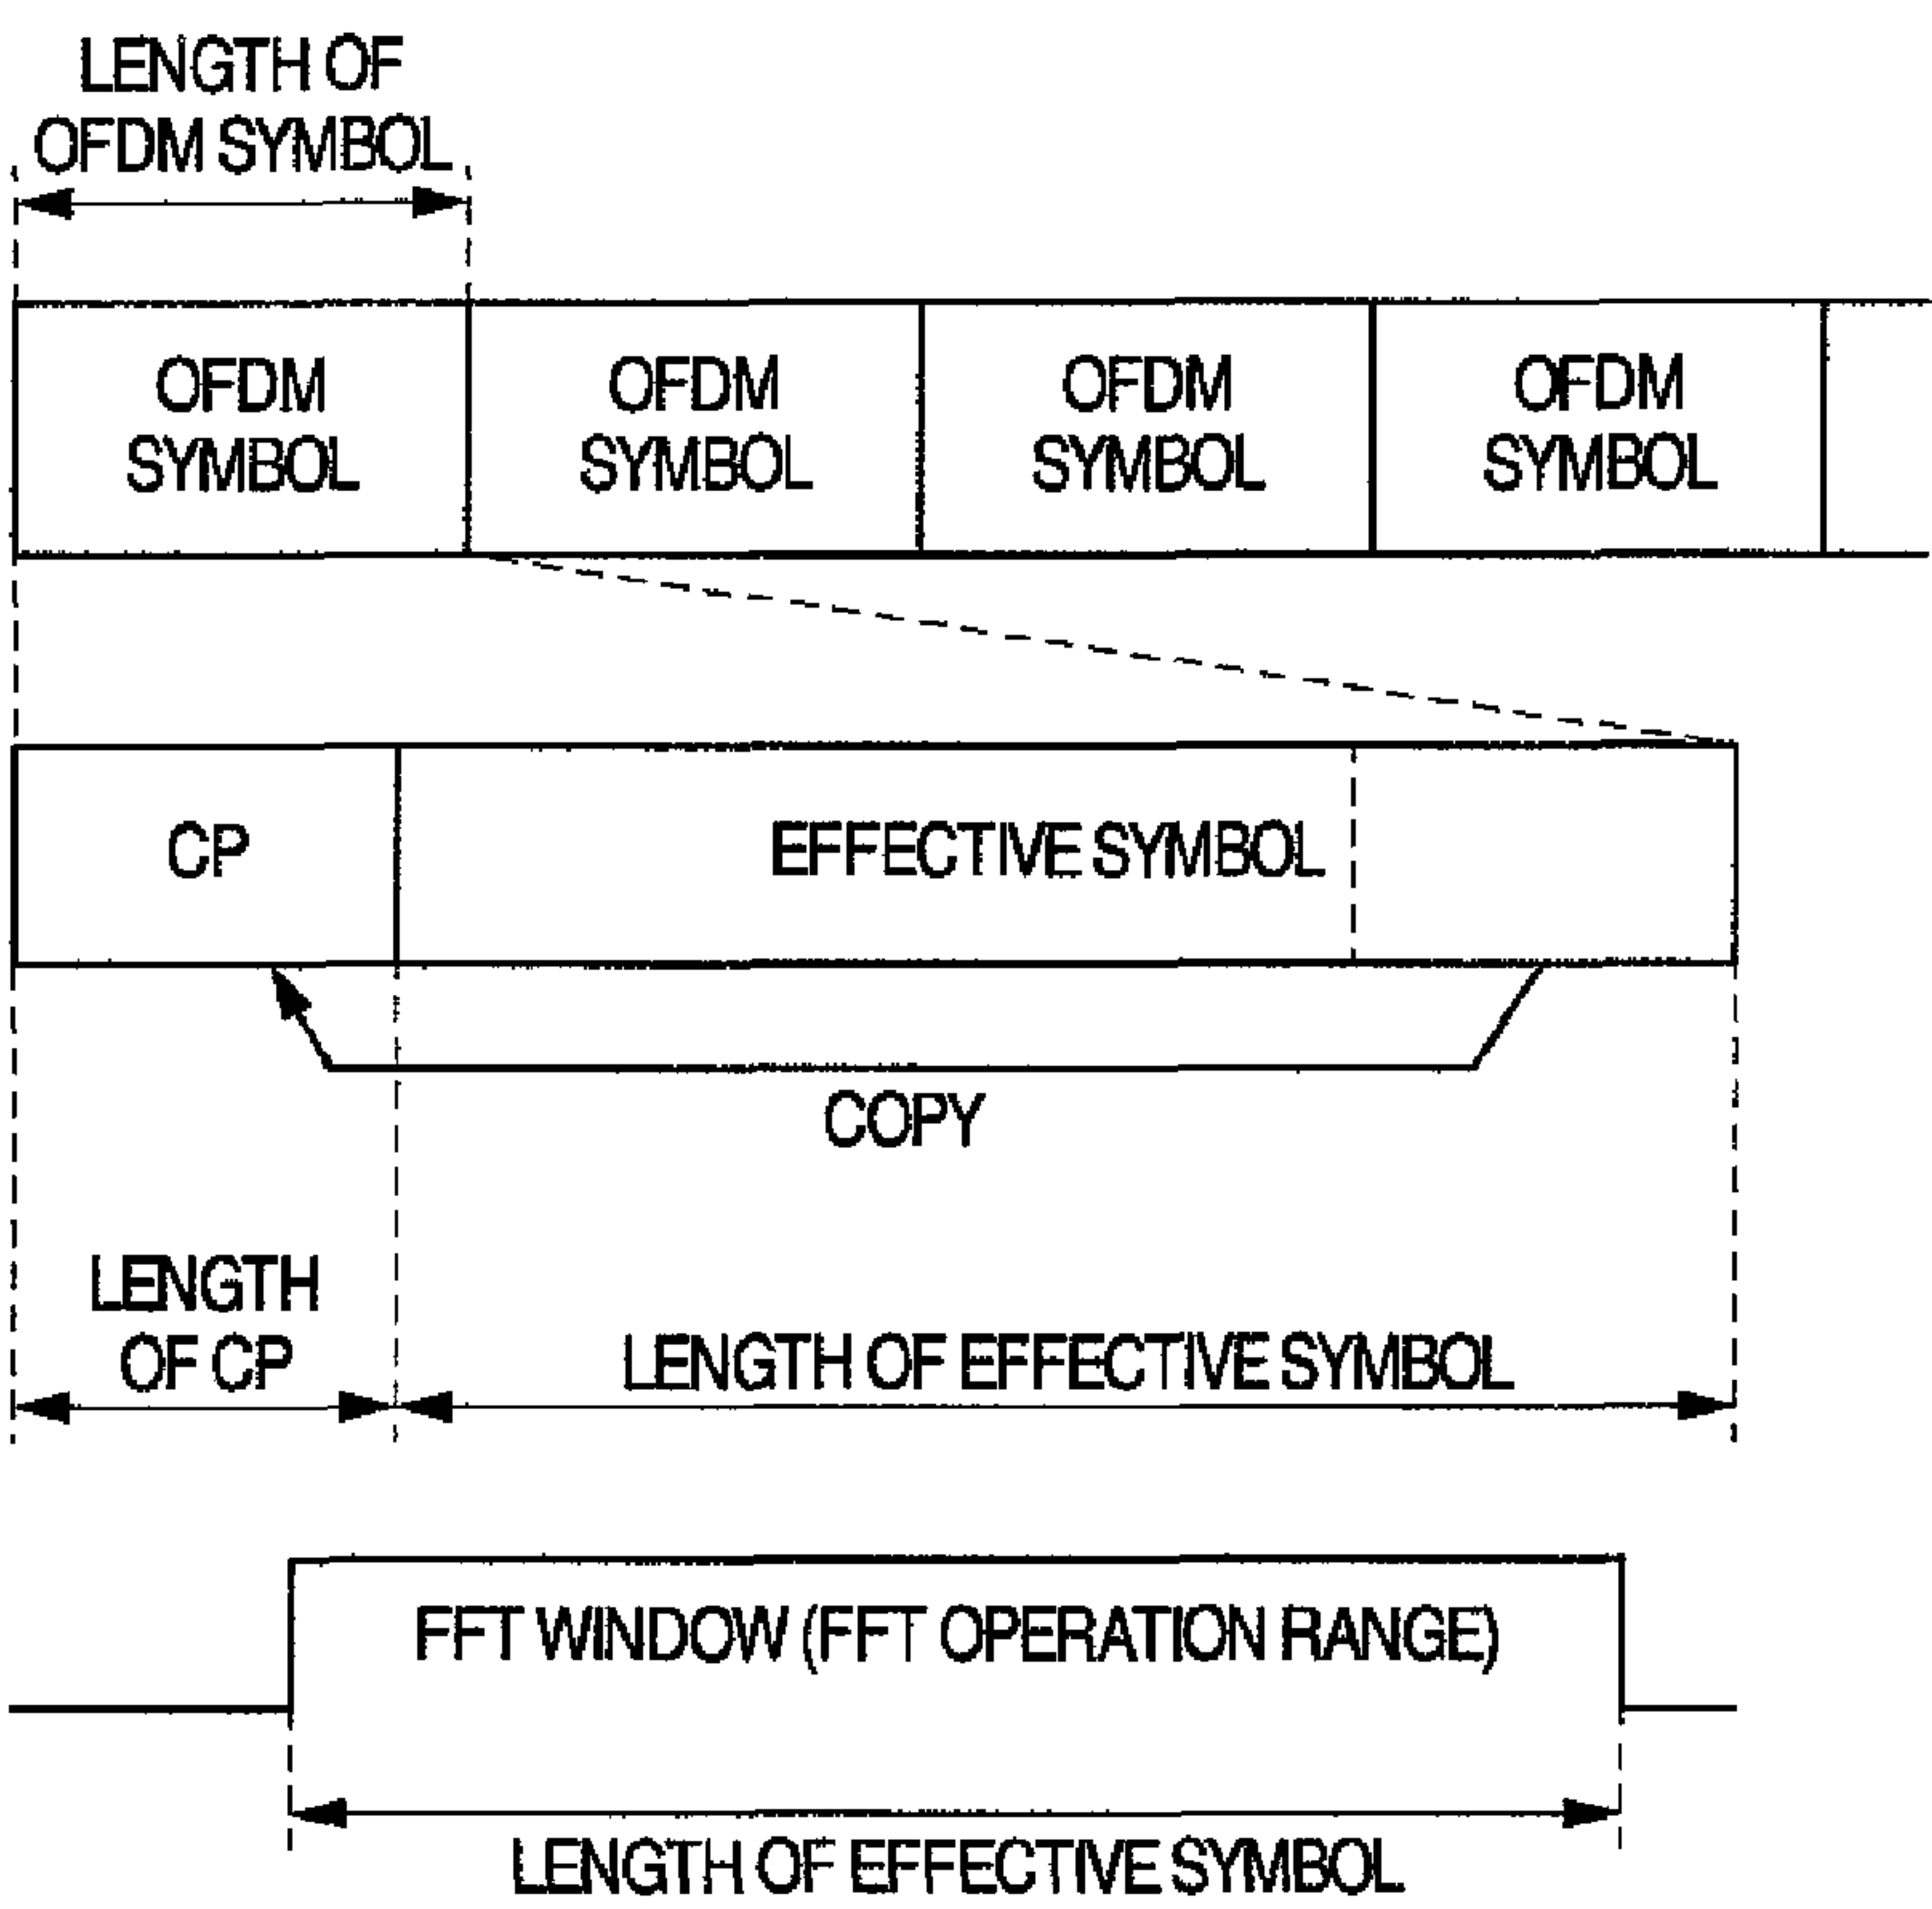 LENGTH OF
OFDM SYMBOL
OFDM
SYMBOL
OFDM
SYMBOL
OFDM
SYMBOL
OFDM
SYMBOL
CP
EFFECTIVE SYMBOL
COPY
LENGTH
OF CP
LENGTH OF EFFECTIVE SYMBOL
FFT WINDOW (FFT OPERATION RANGE)
LENGTH OF EFFECTIVE SYMBOL